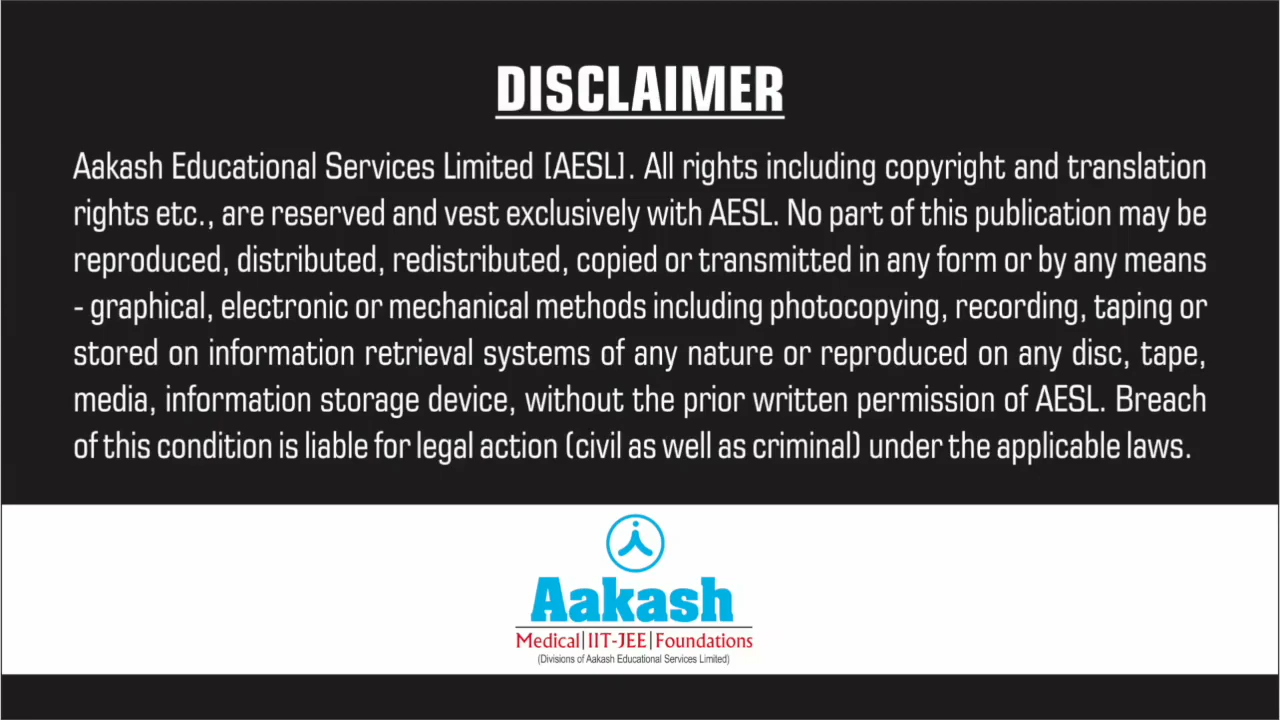 DISCLAIMER
Aakash Educational Services Limited [AESL]. All rights including copyright and translation
rights etc., are reserved and vest exclusively with AESL. No part of this publication may be
reproduced, distributed, redistributed, copied or transmitted in any form or by any means
- graphical, electronic or mechanical methods including photocopying, recording, taping or
stored on information retrieval systems of any nature or reproduced on any disc, tape,
media, information storage device, without the prior written permission of AESL. Breach
of this condition is liable for legal action (civil as well as criminal) under the applicable laws.
Aakash
Medical|IIT-JEE|Foundations
(Divisions of Aakash Educational Services Limited)